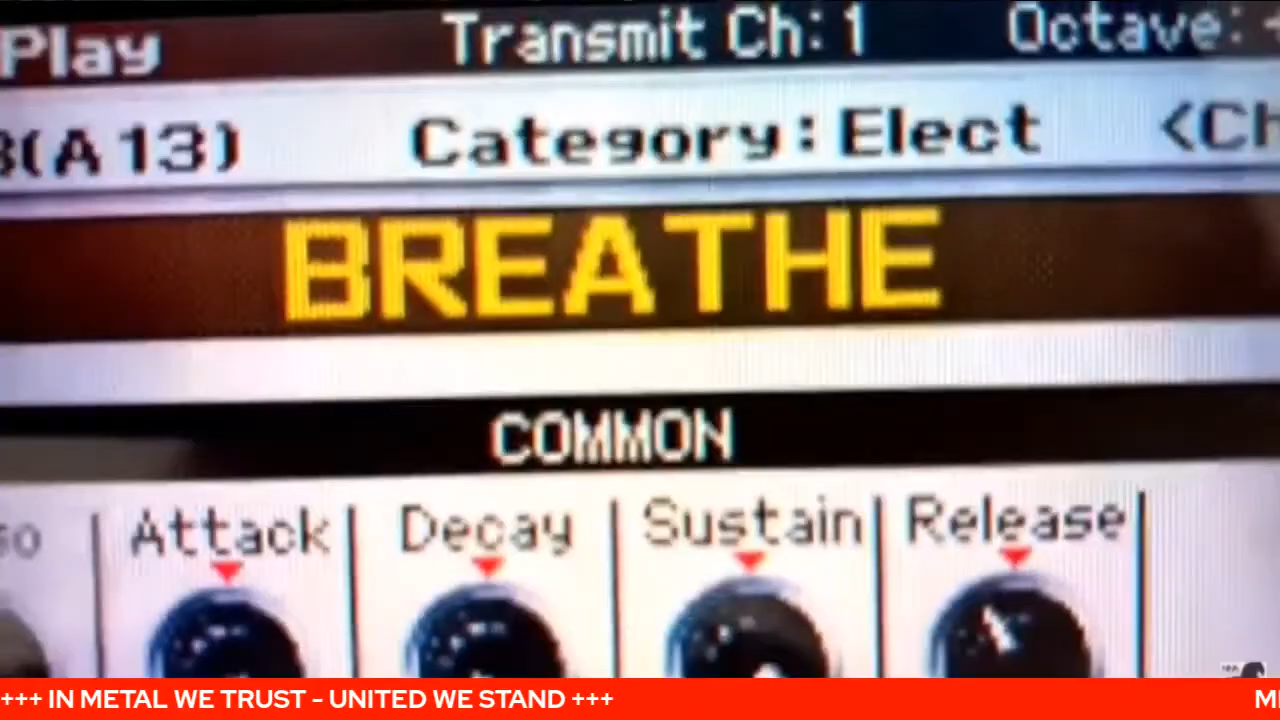 Play Transmit Ch: 1 Octave:
(A 13) Category: Elect
BREATHE
COMMON
Attack Decay Sustain Release
+++ IN METAL WE TRUST - UNITED WE STAND +++